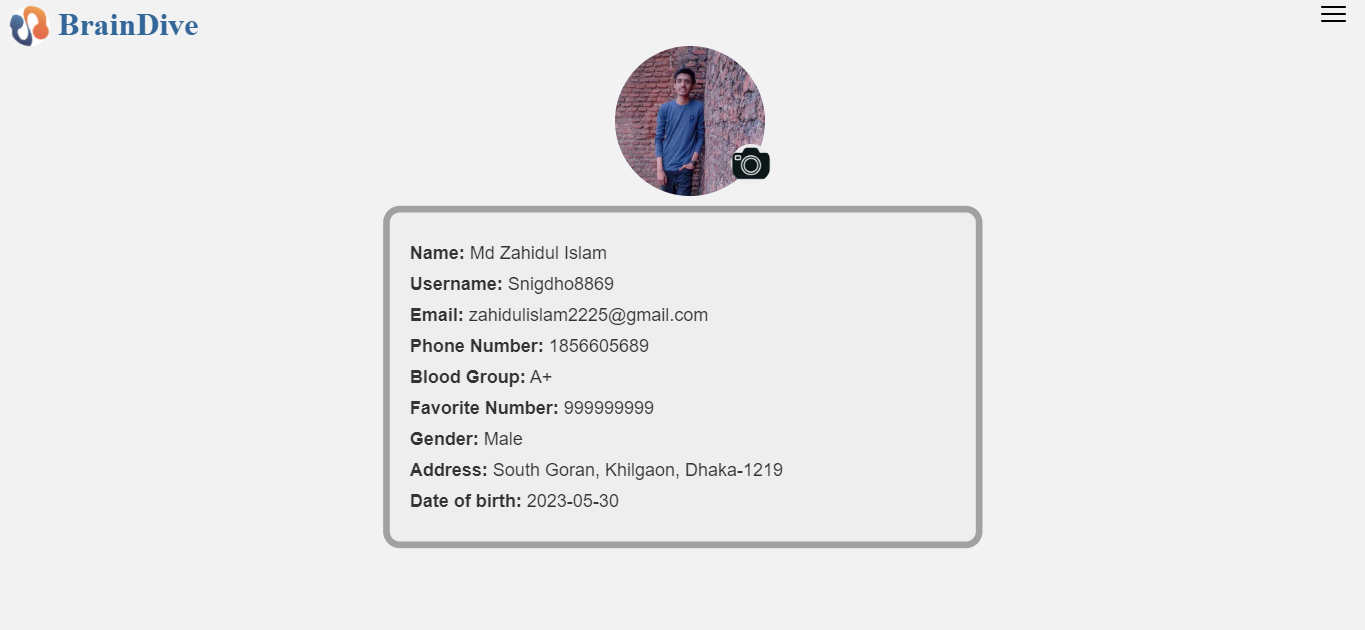 BrainDive
Name: Md Zahidul Islam
Username: Snigdho8869
Email: zahidulislam2225@gmail.com
Phone Number: 1856605689
Blood Group: A+
Favorite Number: 999999999
Gender: Male
Address: South Goran, Khilgaon, Dhaka-1219
Date of birth: 2023-05-30